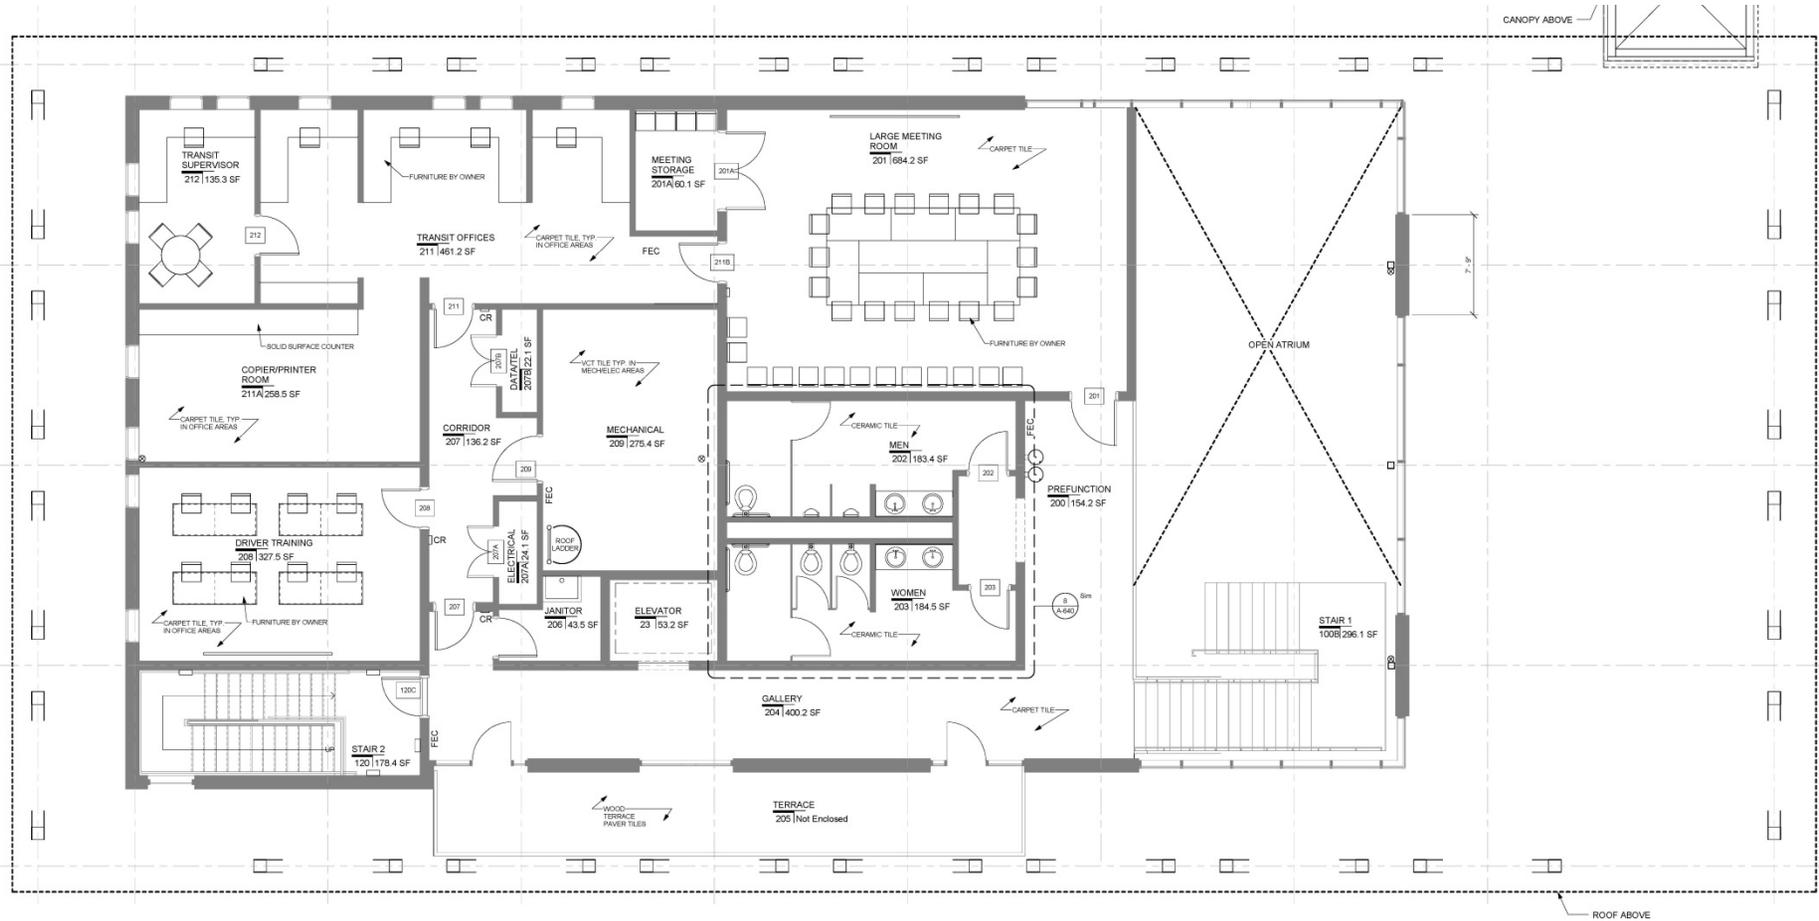 CANOPY ABOVE
TRANSIT
SUPERVISOR
212 135.3 SF
FURNITURE BY OWNER
MEETING
STORAGE
201A 60.1 SF
201A
LARGE MEETING
ROOM
201 684.2 SF
CARPET TILE
212
TRANSIT OFFICES
211 461.2 SF
CARPET TILE, TYP.
IN OFFICE AREAS
FEC
211B
7' - 9"
211
CR
SOLID SURFACE COUNTER
COPIER/PRINTER
ROOM
211A 258.5 SF
CARPET TILE, TYP.
IN OFFICE AREAS
207B
DATA/TEL
207B 22.1 SF
VCT TILE TYP. IN
MECH/ELEC AREAS
FURNITURE BY OWNER
OPEN ATRIUM
201
CORRIDOR
207 136.2 SF
MECHANICAL
209 275.4 SF
209
FEC
CERAMIC TILE
MEN
202 183.4 SF
202
FEC
PREFUNCTION
200 154.2 SF
208
CR
DRIVER TRAINING
208 327.5 SF
207A
ELECTRICAL
207A 24.1 SF
ROOF
LADDER
CARPET TILE, TYP.
IN OFFICE AREAS
FURNITURE BY OWNER
207
CR
JANITOR
206 43.5 SF
ELEVATOR
23 53.2 SF
WOMEN
203 184.5 SF
203
CERAMIC TILE
8
A-640
Sim
STAIR 1
100B 296.1 SF
120C
UP
STAIR 2
120 178.4 SF
FEC
GALLERY
204 400.2 SF
CARPET TILE
WOOD
TERRACE
PAVER TILES
TERRACE
205 Not Enclosed
ROOF ABOVE